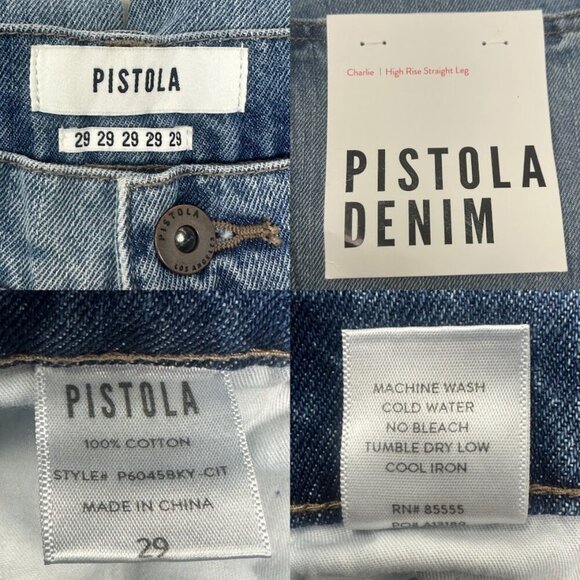 PISTOLA
29 29 29 29 29
PISTOLA
LOS ANGELES
Charlie | High Rise Straight Leg
PISTOLA
DENIM
PISTOLA
100% COTTON
STYLE# P6045BKY-CIT
MADE IN CHINA
29
MACHINE WASH
COLD WATER
NO BLEACH
TUMBLE DRY LOW
COOL IRON
RN# 85555